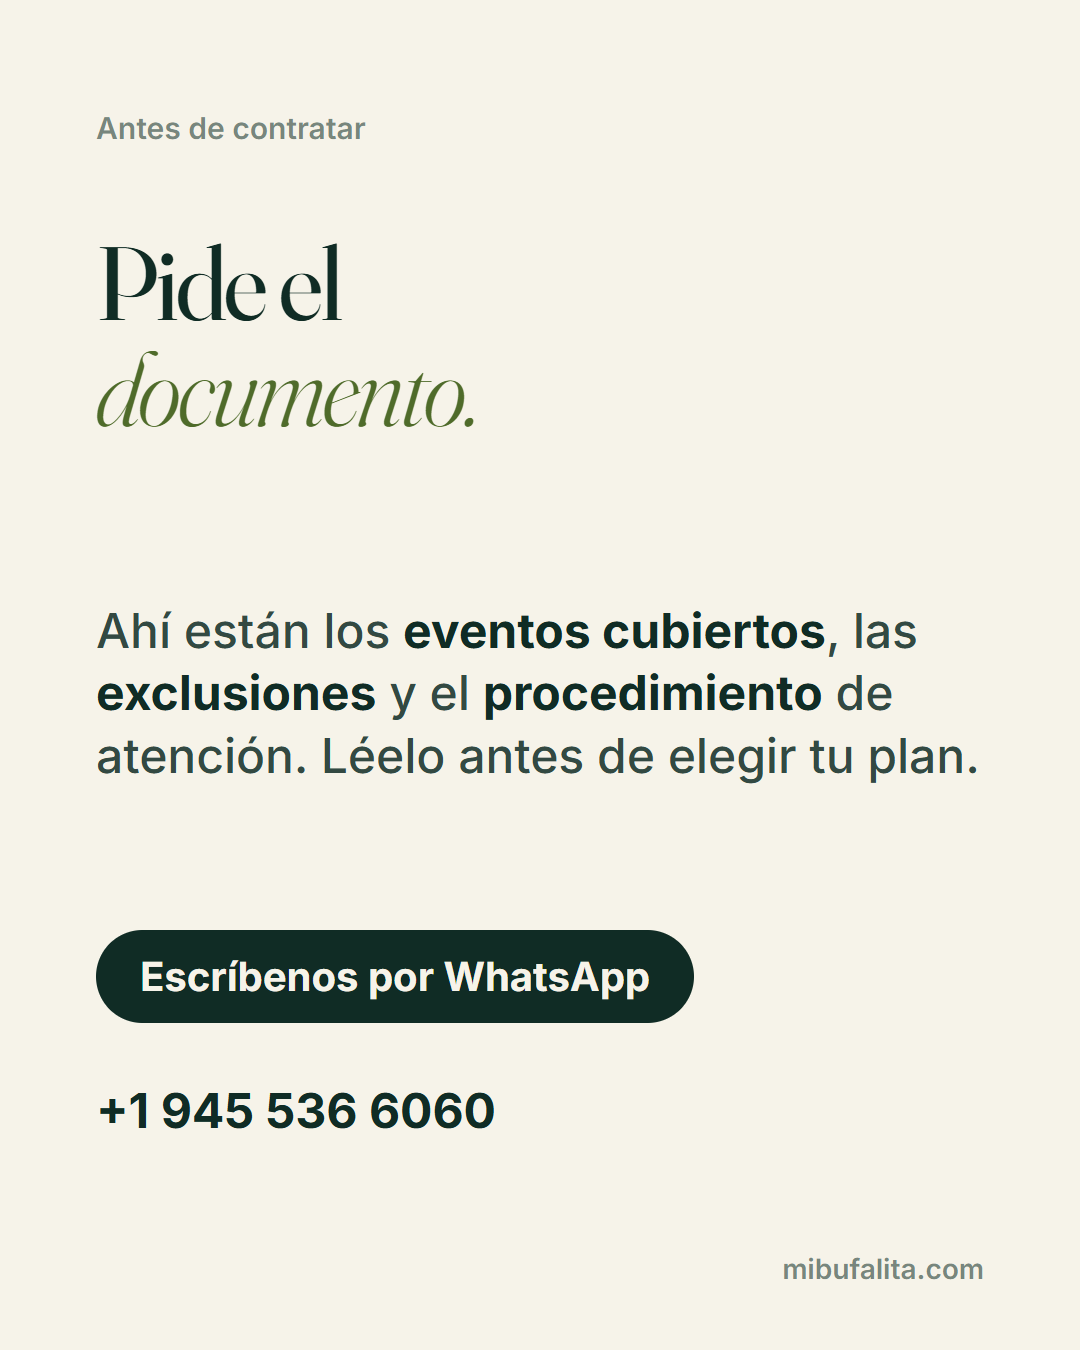 Antes de contratar
Pide el
documento.
Ahí están los eventos cubiertos, las
exclusiones y el procedimiento de
atención. Léelo antes de elegir tu plan.
Escríbenos por WhatsApp
+1 945 536 6060
mibufalita.com